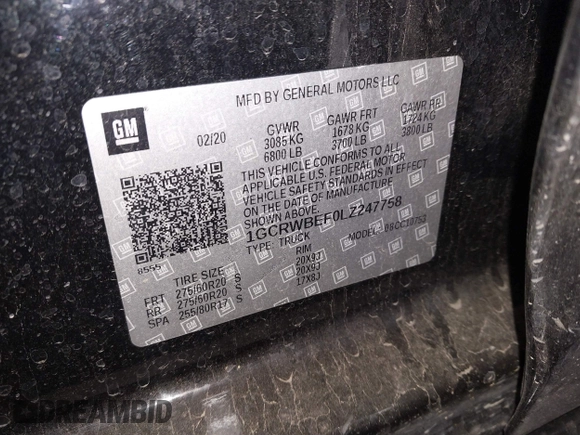 MFD BY GENERAL MOTORS LLC
GM
02/20
GVWR GAWR FRT GAWR RR
3085 KG 1678 KG 1724 KG
6800 LB 3700 LB 3800 LB
THIS VEHICLE CONFORMS TO ALL
APPLICABLE U.S. FEDERAL MOTOR
VEHICLE SAFETY STANDARDS IN EFFECT
ON THE DATE OF MANUFACTURE
SHOWN ABOVE.
1GCRWBEF0LZ247758
TYPE: TRUCK MODEL: CC10753
8555
TIRE SIZE RIM
FRT 275/60R20 S 20X9J
RR 275/60R20 S 20X9J
SPA 255/80R17 S 17X8J
DREAMBID